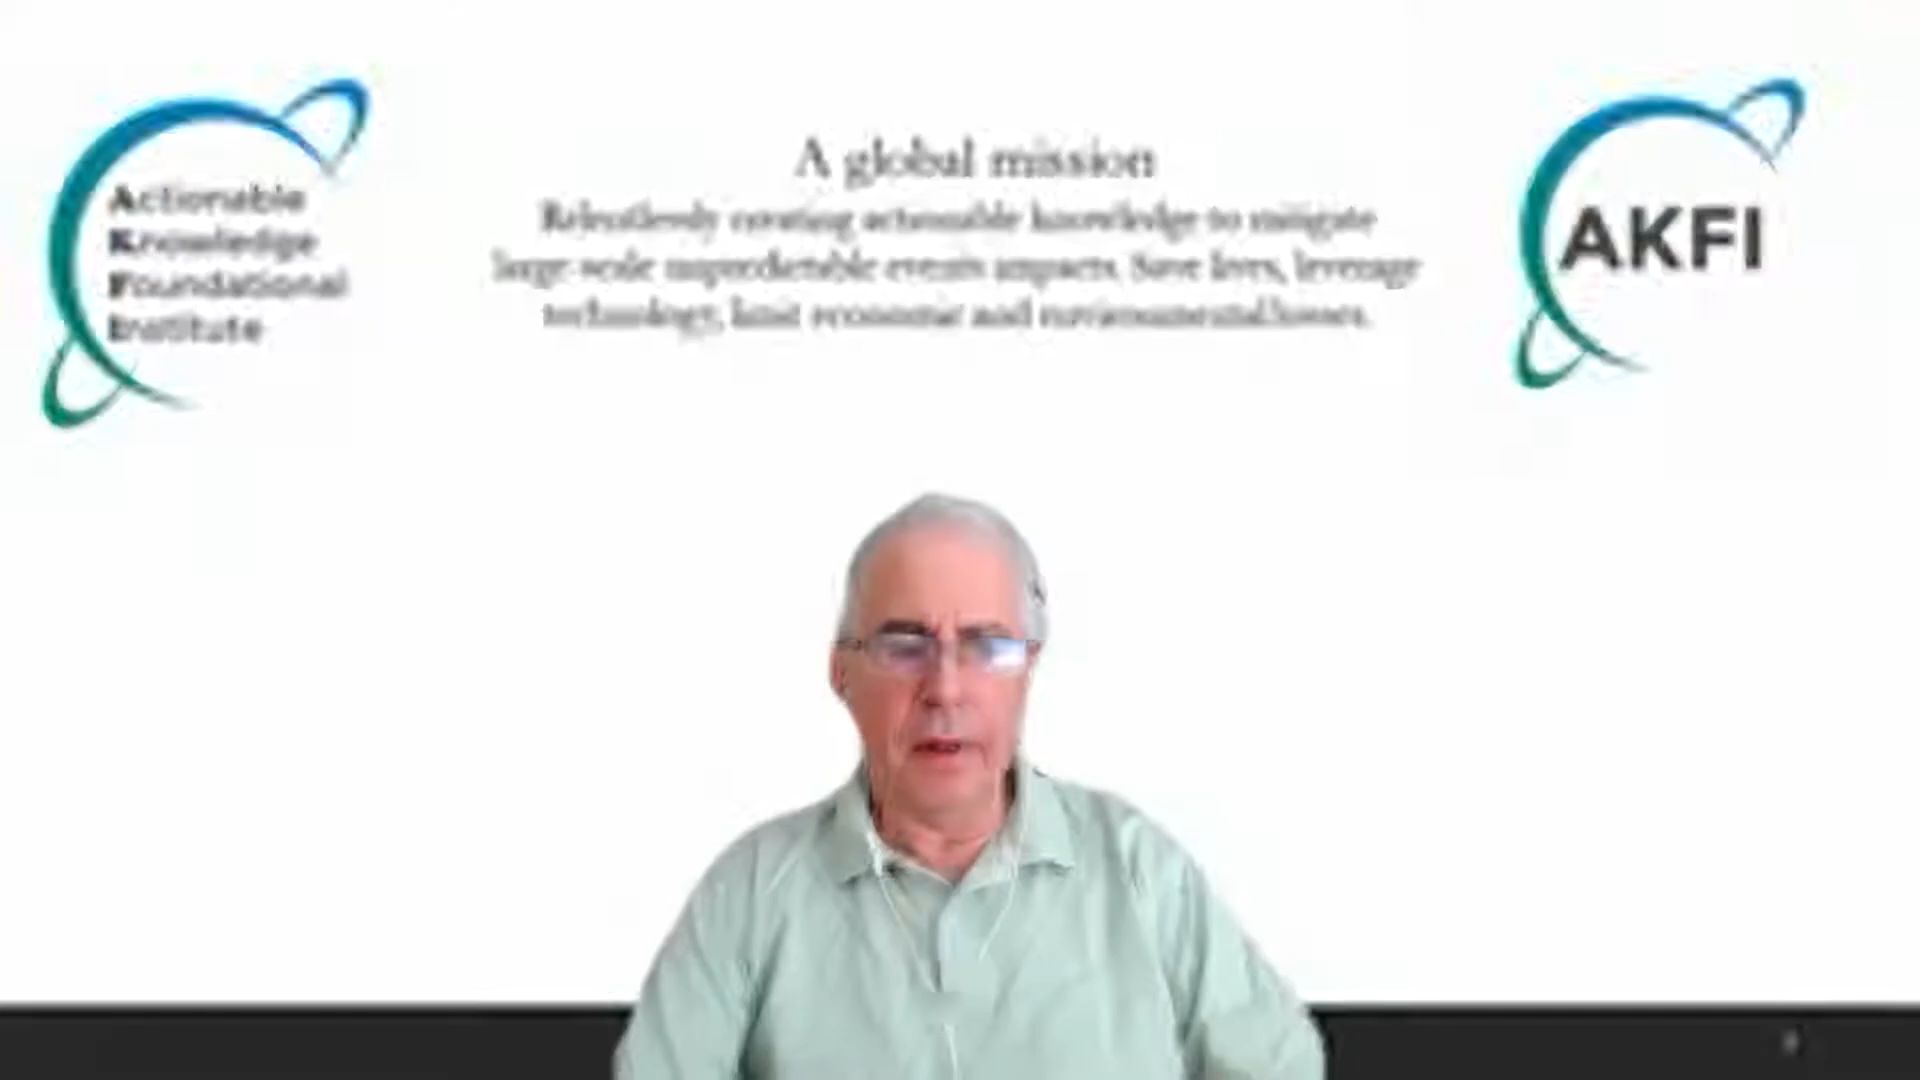 Actionable
Knowledge
Foundational
Institute
A global mission
Relentlessly creating actionable knowledge to mitigate
large-scale unpredictable events impacts. Save lives, leverage
technology, limit economic and environmental losses.
AKFI